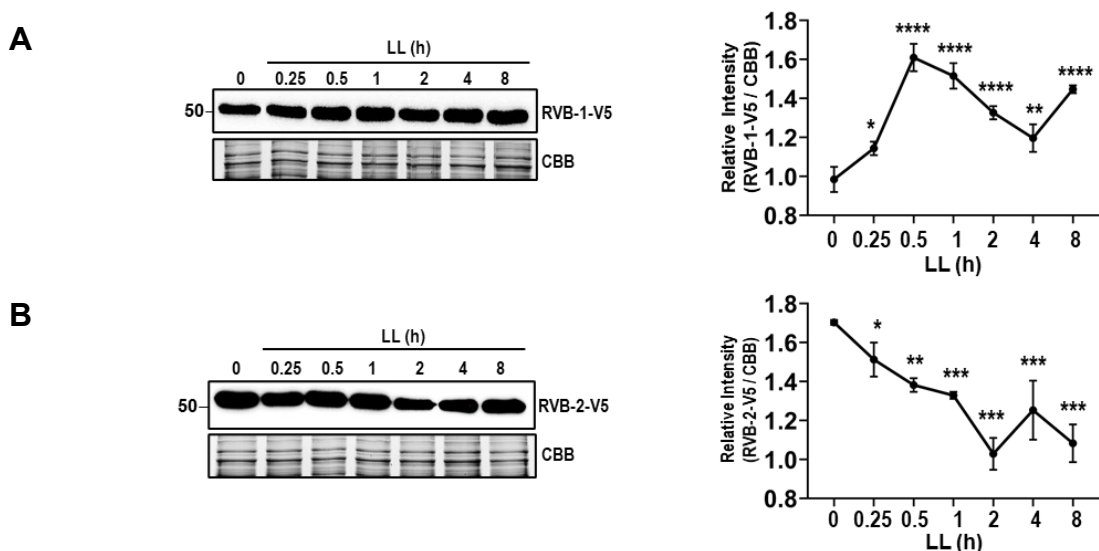 A
LL (h)
0 0.25 0.5 1 2 4 8
50
RVB-1-V5
CBB
Relative Intensity
(RVB-1-V5 / CBB)
1.8
1.6
1.4
1.2
1.0
0.8
* **** **** **** ** ****
0 0.25 0.5 1 2 4 8
LL (h)
B
LL (h)
0 0.25 0.5 1 2 4 8
50
RVB-2-V5
CBB
Relative Intensity
(RVB-2-V5 / CBB)
1.8
1.6
1.4
1.2
1.0
0.8
* ** *** *** *** ***
0 0.25 0.5 1 2 4 8
LL (h)